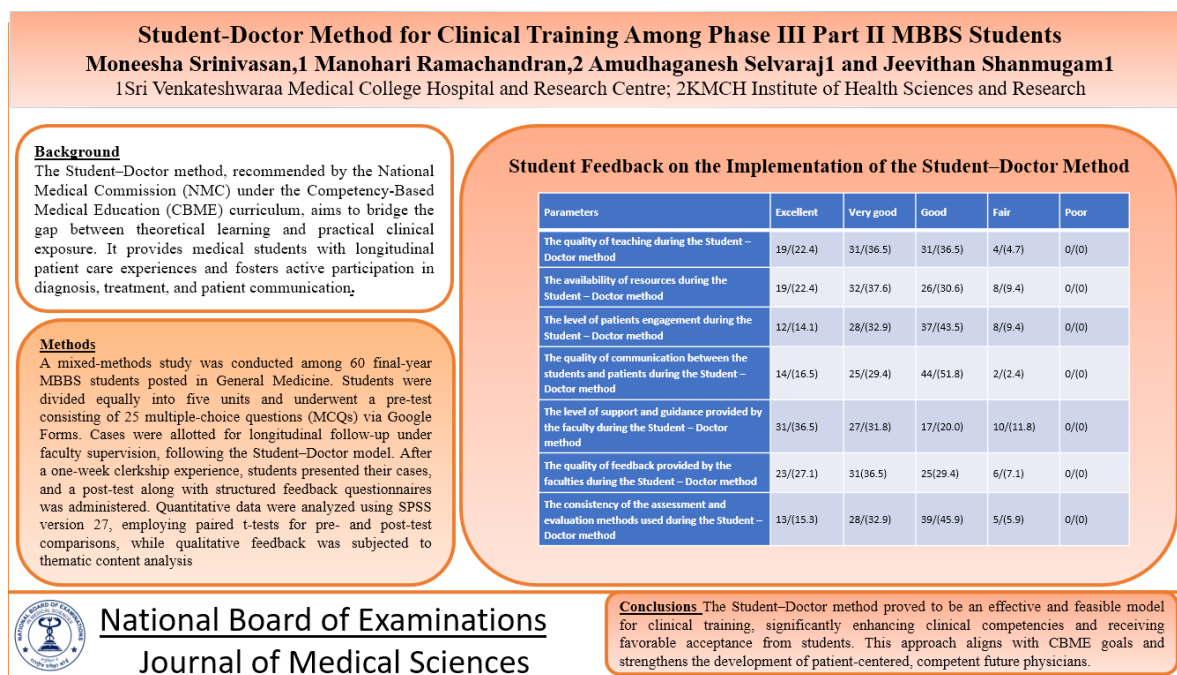 Student-Doctor Method for Clinical Training Among Phase III Part II MBBS Students
Moneesha Srinivasan,1 Manohari Ramachandran,2 Amudhaganesh Selvaraj1 and Jeevithan Shanmugam1
1Sri Venkateshwaraa Medical College Hospital and Research Centre; 2KMCH Institute of Health Sciences and Research
Background
The Student–Doctor method, recommended by the National
Medical Commission (NMC) under the Competency-Based
Medical Education (CBME) curriculum, aims to bridge the
gap between theoretical learning and practical clinical
exposure. It provides medical students with longitudinal
patient care experiences and fosters active participation in
diagnosis, treatment, and patient communication.
Methods
A mixed-methods study was conducted among 60 final-year
MBBS students posted in General Medicine. Students were
divided equally into five units and underwent a pre-test
consisting of 25 multiple-choice questions (MCQs) via Google
Forms. Cases were allotted for longitudinal follow-up under
faculty supervision, following the Student–Doctor model. After
a one-week clerkship experience, students presented their cases,
and a post-test along with structured feedback questionnaires
was administered. Quantitative data were analyzed using SPSS
version 27, employing paired t-tests for pre- and post-test
comparisons, while qualitative feedback was subjected to
thematic content analysis
Student Feedback on the Implementation of the Student–Doctor Method
Parameters Excellent Very good Good Fair Poor
The quality of teaching during the Student –
Doctor method 19/(22.4) 31/(36.5) 31/(36.5) 4/(4.7) 0/(0)
The availability of resources during the
Student – Doctor method 19/(22.4) 32/(37.6) 26/(30.6) 8/(9.4) 0/(0)
The level of patients engagement during the
Student – Doctor method 12/(14.1) 28/(32.9) 37/(43.5) 8/(9.4) 0/(0)
The quality of communication between the
students and patients during the Student – 14/(16.5) 25/(29.4) 44/(51.8) 2/(2.4) 0/(0)
Doctor method
The level of support and guidance provided by
the faculty during the Student – Doctor 31/(36.5) 27/(31.8) 17/(20.0) 10/(11.8) 0/(0)
method
The quality of feedback provided by the
faculties during the Student – Doctor method 23/(27.1) 31(36.5) 25(29.4) 6/(7.1) 0/(0)
The consistency of the assessment and
evaluation methods used during the Student – 13/(15.3) 28/(32.9) 39/(45.9) 5/(5.9) 0/(0)
Doctor method
National Board of Examinations
Journal of Medical Sciences
Conclusions The Student–Doctor method proved to be an effective and feasible model
for clinical training, significantly enhancing clinical competencies and receiving
favorable acceptance from students. This approach aligns with CBME goals and
strengthens the development of patient-centered, competent future physicians.